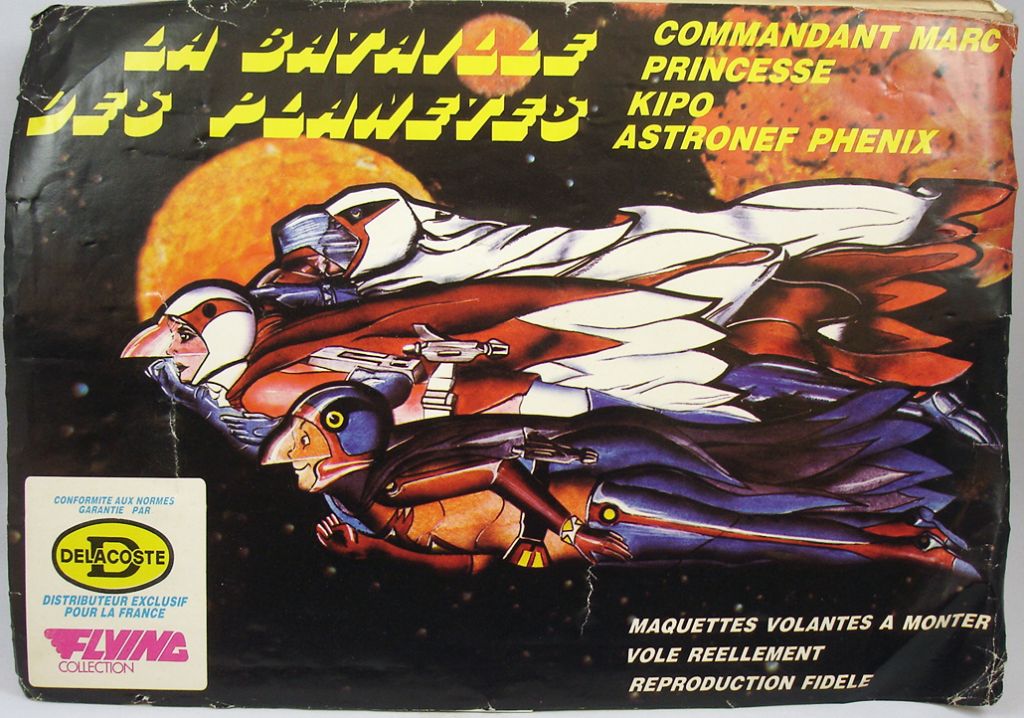 LA BATAILLE
DES PLANETES
COMMANDANT MARC
PRINCESSE
KIPO
ASTRONEF PHENIX
CONFORMITE AUX NORMES
GARANTIE PAR
D
DELACOSTE
DISTRIBUTEUR EXCLUSIF
POUR LA FRANCE
FLYING
COLLECTION
MAQUETTES VOLANTES A MONTER
VOLE REELLEMENT
REPRODUCTION FIDELE